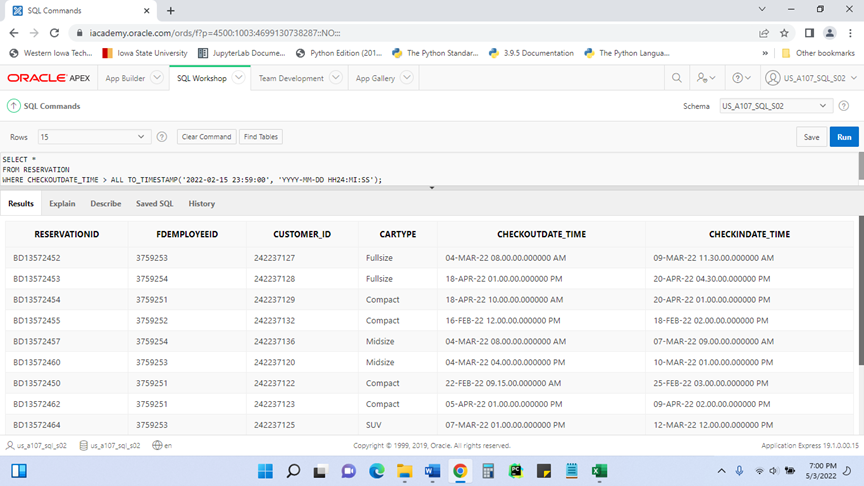 SQL Commands
iacademy.oracle.com/ords/f?p=4500:1003:4699130738287::NO:::
Western Iowa Tech... Iowa State University JupyterLab Docume... Python Edition (201... The Python Standar... 3.9.5 Documentation The Python Langua... » Other bookmarks
ORACLE APEX App Builder SQL Workshop Team Development App Gallery US_A107_SQL_S02
SQL Commands Schema US_A107_SQL_S02
Rows 15 Clear Command Find Tables Save Run
SELECT *
FROM RESERVATION
WHERE CHECKOUTDATE_TIME > ALL TO_TIMESTAMP('2022-02-15 23:59:00', 'YYYY-MM-DD HH24:MI:SS');
Results Explain Describe Saved SQL History
RESERVATIONID FDEMPLOYEEID CUSTOMER_ID CARTYPE CHECKOUTDATE_TIME CHECKINDATE_TIME
BD13572452 3759253 242237127 Fullsize 04-MAR-22 08.00.00.000000 AM 09-MAR-22 11.30.00.000000 AM
BD13572453 3759254 242237128 Fullsize 18-APR-22 01.00.00.000000 PM 20-APR-22 04.30.00.000000 PM
BD13572454 3759251 242237129 Compact 18-APR-22 10.00.00.000000 AM 20-APR-22 01.00.00.000000 PM
BD13572455 3759252 242237132 Compact 16-FEB-22 12.00.00.000000 PM 18-FEB-22 02.00.00.000000 PM
BD13572457 3759254 242237136 Midsize 04-MAR-22 08.00.00.000000 AM 07-MAR-22 09.00.00.000000 AM
BD13572460 3759253 242237120 Midsize 04-MAR-22 04.00.00.000000 PM 10-MAR-22 01.00.00.000000 PM
BD13572450 3759251 242237122 Compact 22-FEB-22 09.15.00.000000 AM 25-FEB-22 03.00.00.000000 PM
BD13572462 3759251 242237123 Compact 05-APR-22 01.00.00.000000 PM 09-APR-22 02.00.00.000000 PM
BD13572464 3759253 242237125 SUV 07-MAR-22 01.00.00.000000 PM 12-MAR-22 12.00.00.000000 PM
us_a107_sql_s02 us_a107_sql_s02 en Copyright © 1999, 2019, Oracle. All rights reserved. Application Express 19.1.0.00.15
7:00 PM
5/3/2022